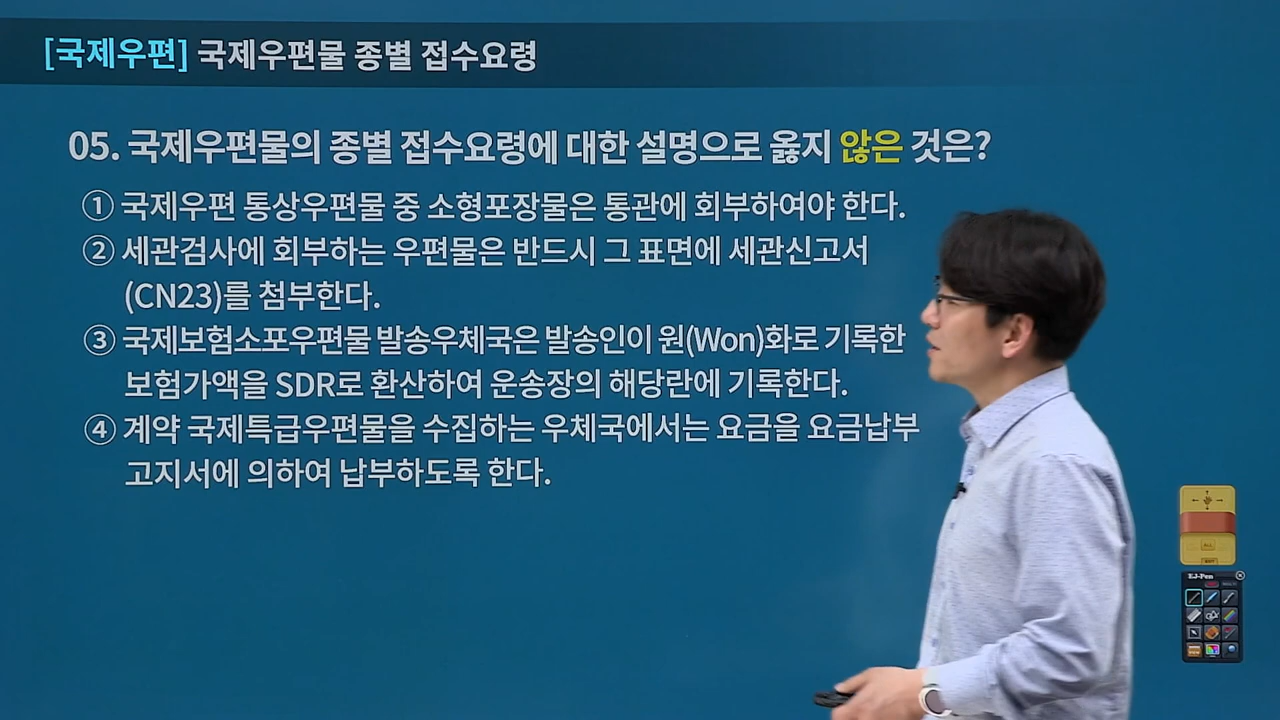 [국제우편] 국제우편물 종별 접수요령
05. 국제우편물의 종별 접수요령에 대한 설명으로 옳지 않은 것은?
① 국제우편 통상우편물 중 소형포장물은 통관에 회부하여야 한다.
② 세관검사에 회부하는 우편물은 반드시 그 표면에 세관신고서
(CN23)를 첨부한다.
③ 국제보험소포우편물 발송우체국은 발송인이 원(Won)화로 기록한
보험가액을 SDR로 환산하여 운송장의 해당란에 기록한다.
④ 계약 국제특급우편물을 수집하는 우체국에서는 요금을 요금납부
고지서에 의하여 납부하도록 한다.
EJ-Pen